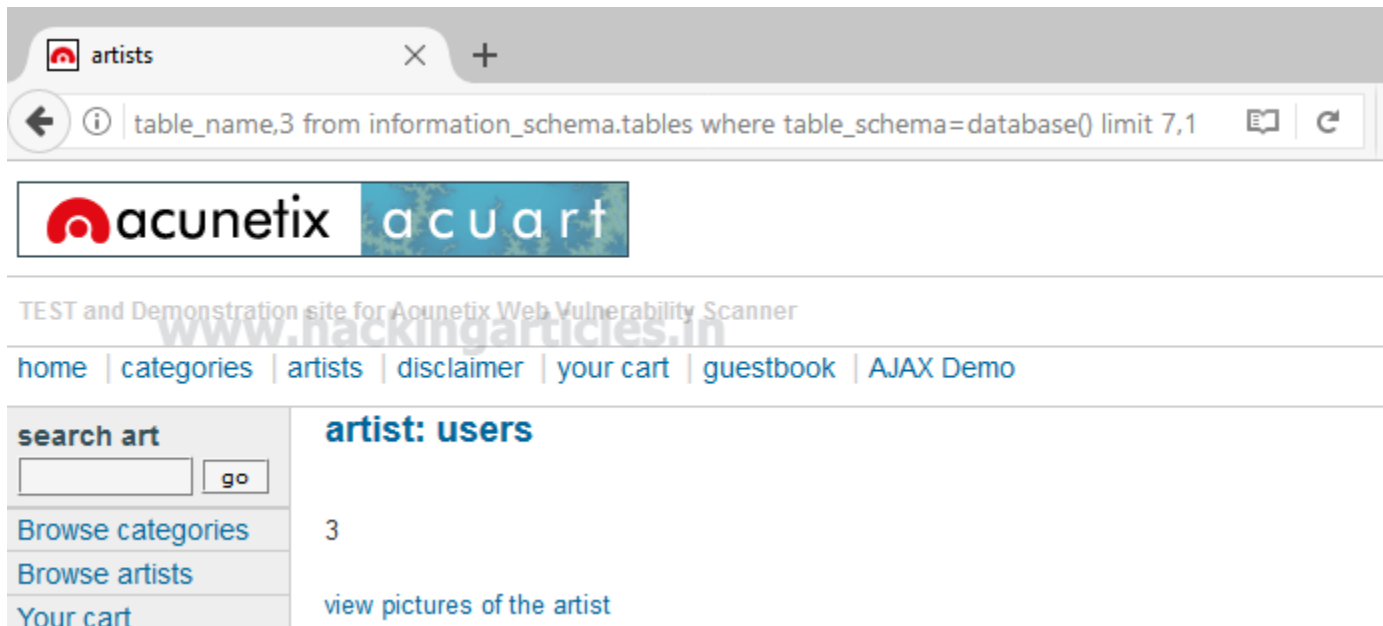 artists
table_name,3 from information_schema.tables where table_schema=database() limit 7,1
acunetix acuart
TEST and Demonstration site for Acunetix Web Vulnerability Scanner
www.hackingarticles.in
home | categories | artists | disclaimer | your cart | guestbook | AJAX Demo
search art
go
artist: users
Browse categories
3
Browse artists
view pictures of the artist
Your cart